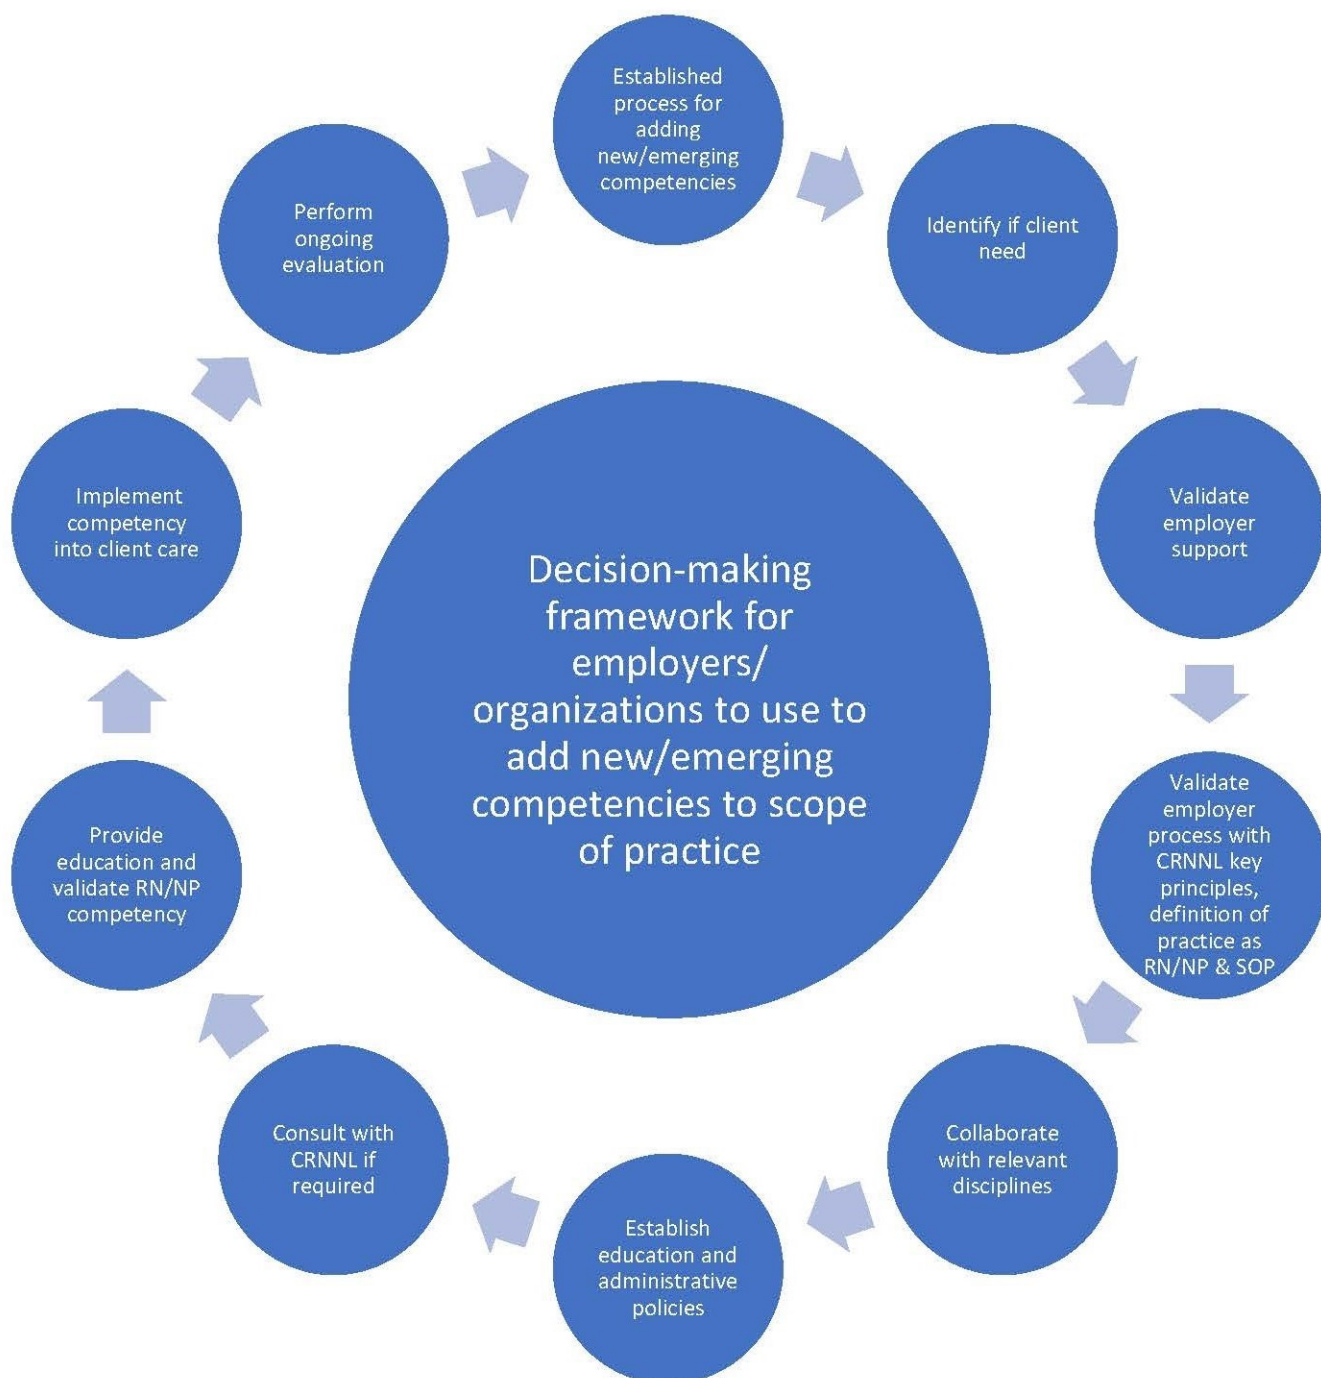 Established
process for
adding
new/emerging
competencies
Identify if client
need
Validate
employer
support
Validate
employer
process with
CRNNL key
principles,
definition of
practice as
RN/NP & SOP
Collaborate
with relevant
disciplines
Establish
education and
administrative
policies
Consult with
CRNNL if
required
Provide
education and
validate RN/NP
competency
Implement
competency
into client care
Perform
ongoing
evaluation
Decision-making
framework for
employers/
organizations to use to
add new/emerging
competencies to scope
of practice